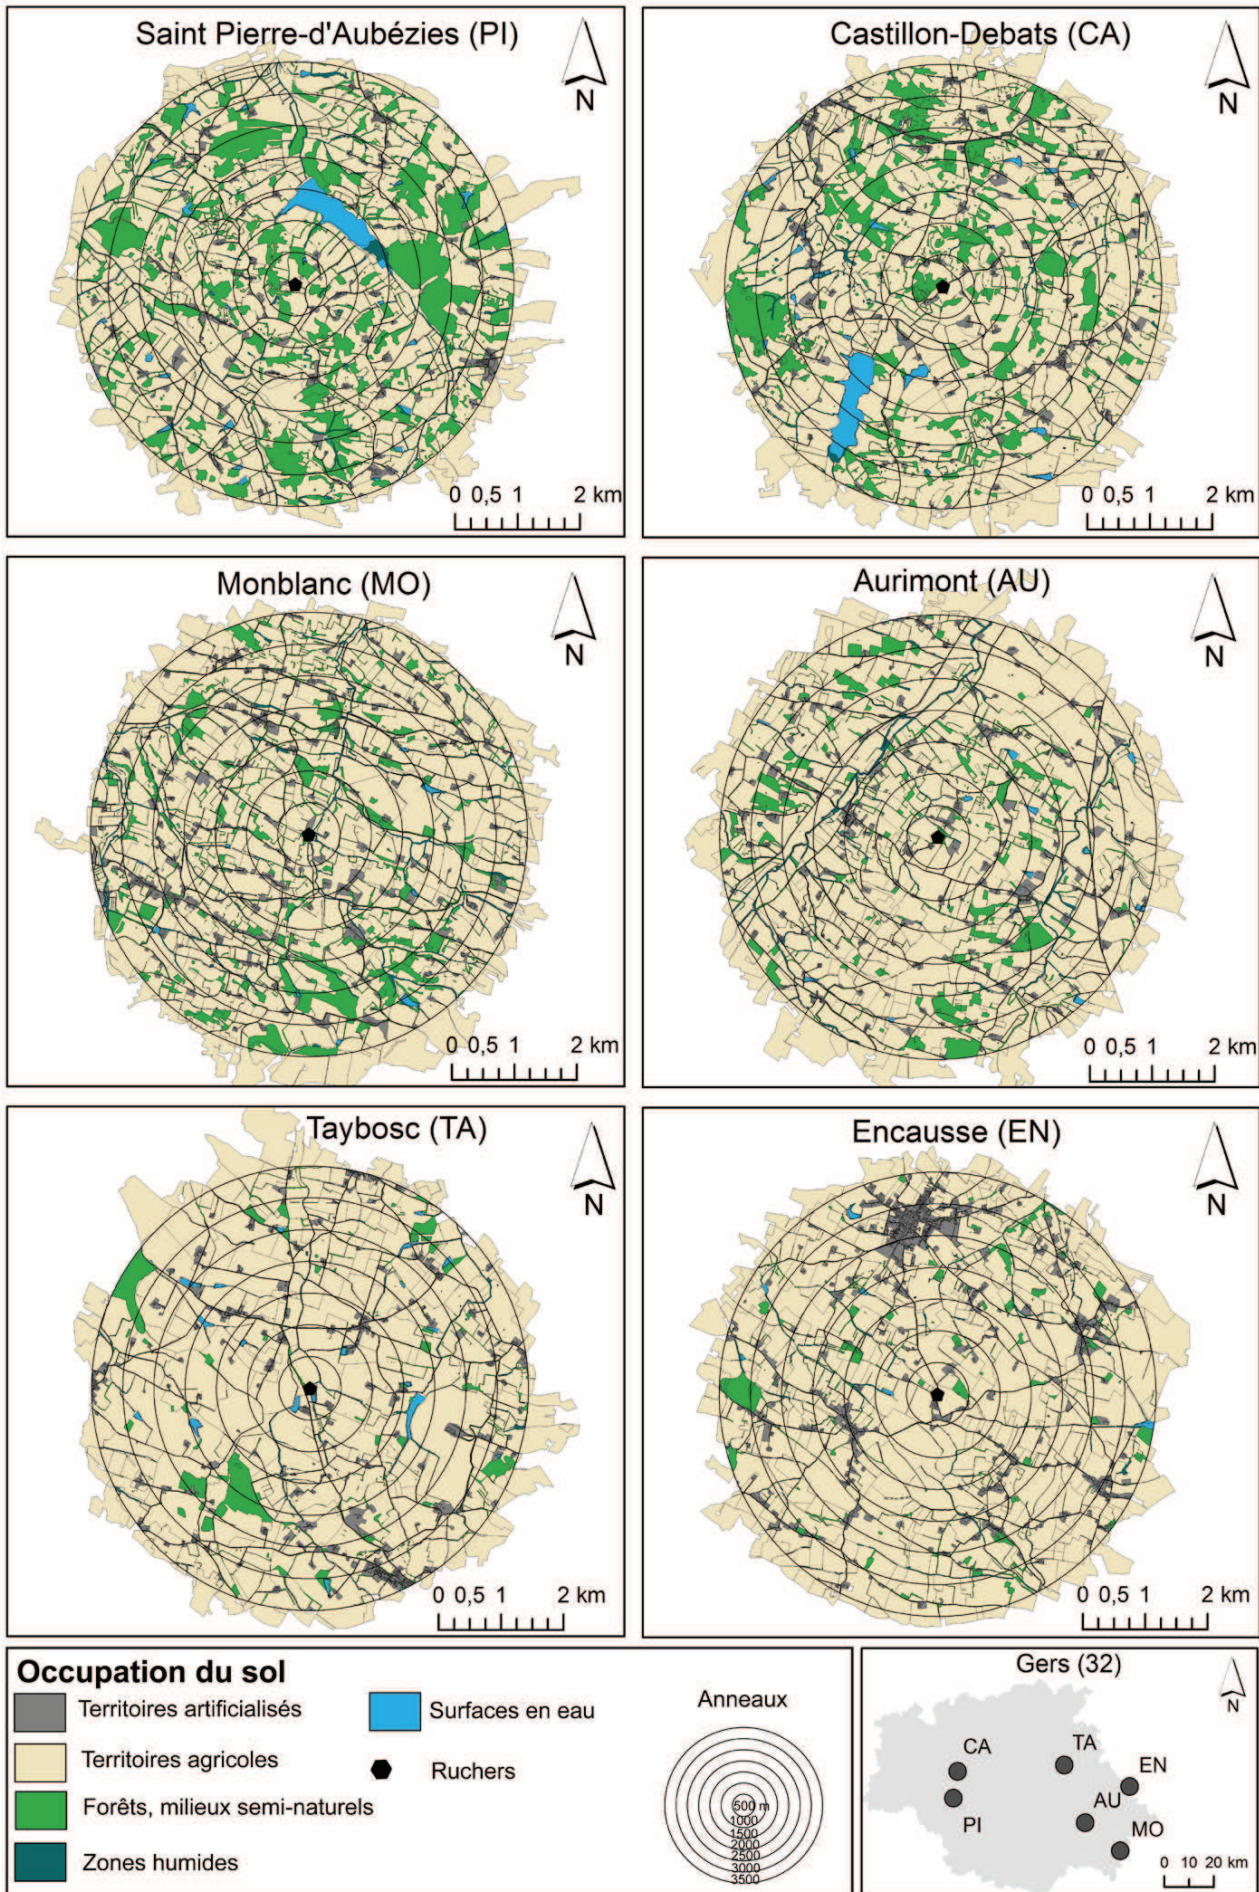 Saint Pierre-d'Aubézies (PI)
N
0 0,5 1 2 km
Castillon-Debats (CA)
N
0 0,5 1 2 km
Monblanc (MO)
N
0 0,5 1 2 km
Aurimont (AU)
N
0 0,5 1 2 km
Taybosc (TA)
N
0 0,5 1 2 km
Encausse (EN)
N
0 0,5 1 2 km
Occupation du sol
Territoires artificialisés
Territoires agricoles
Forêts, milieux semi-naturels
Zones humides
Surfaces en eau
Ruchers
Anneaux
500 m
1000
1500
2000
2500
3000
3500
Gers (32)
N
CA
TA
EN
PI
AU
MO
0 10 20 km